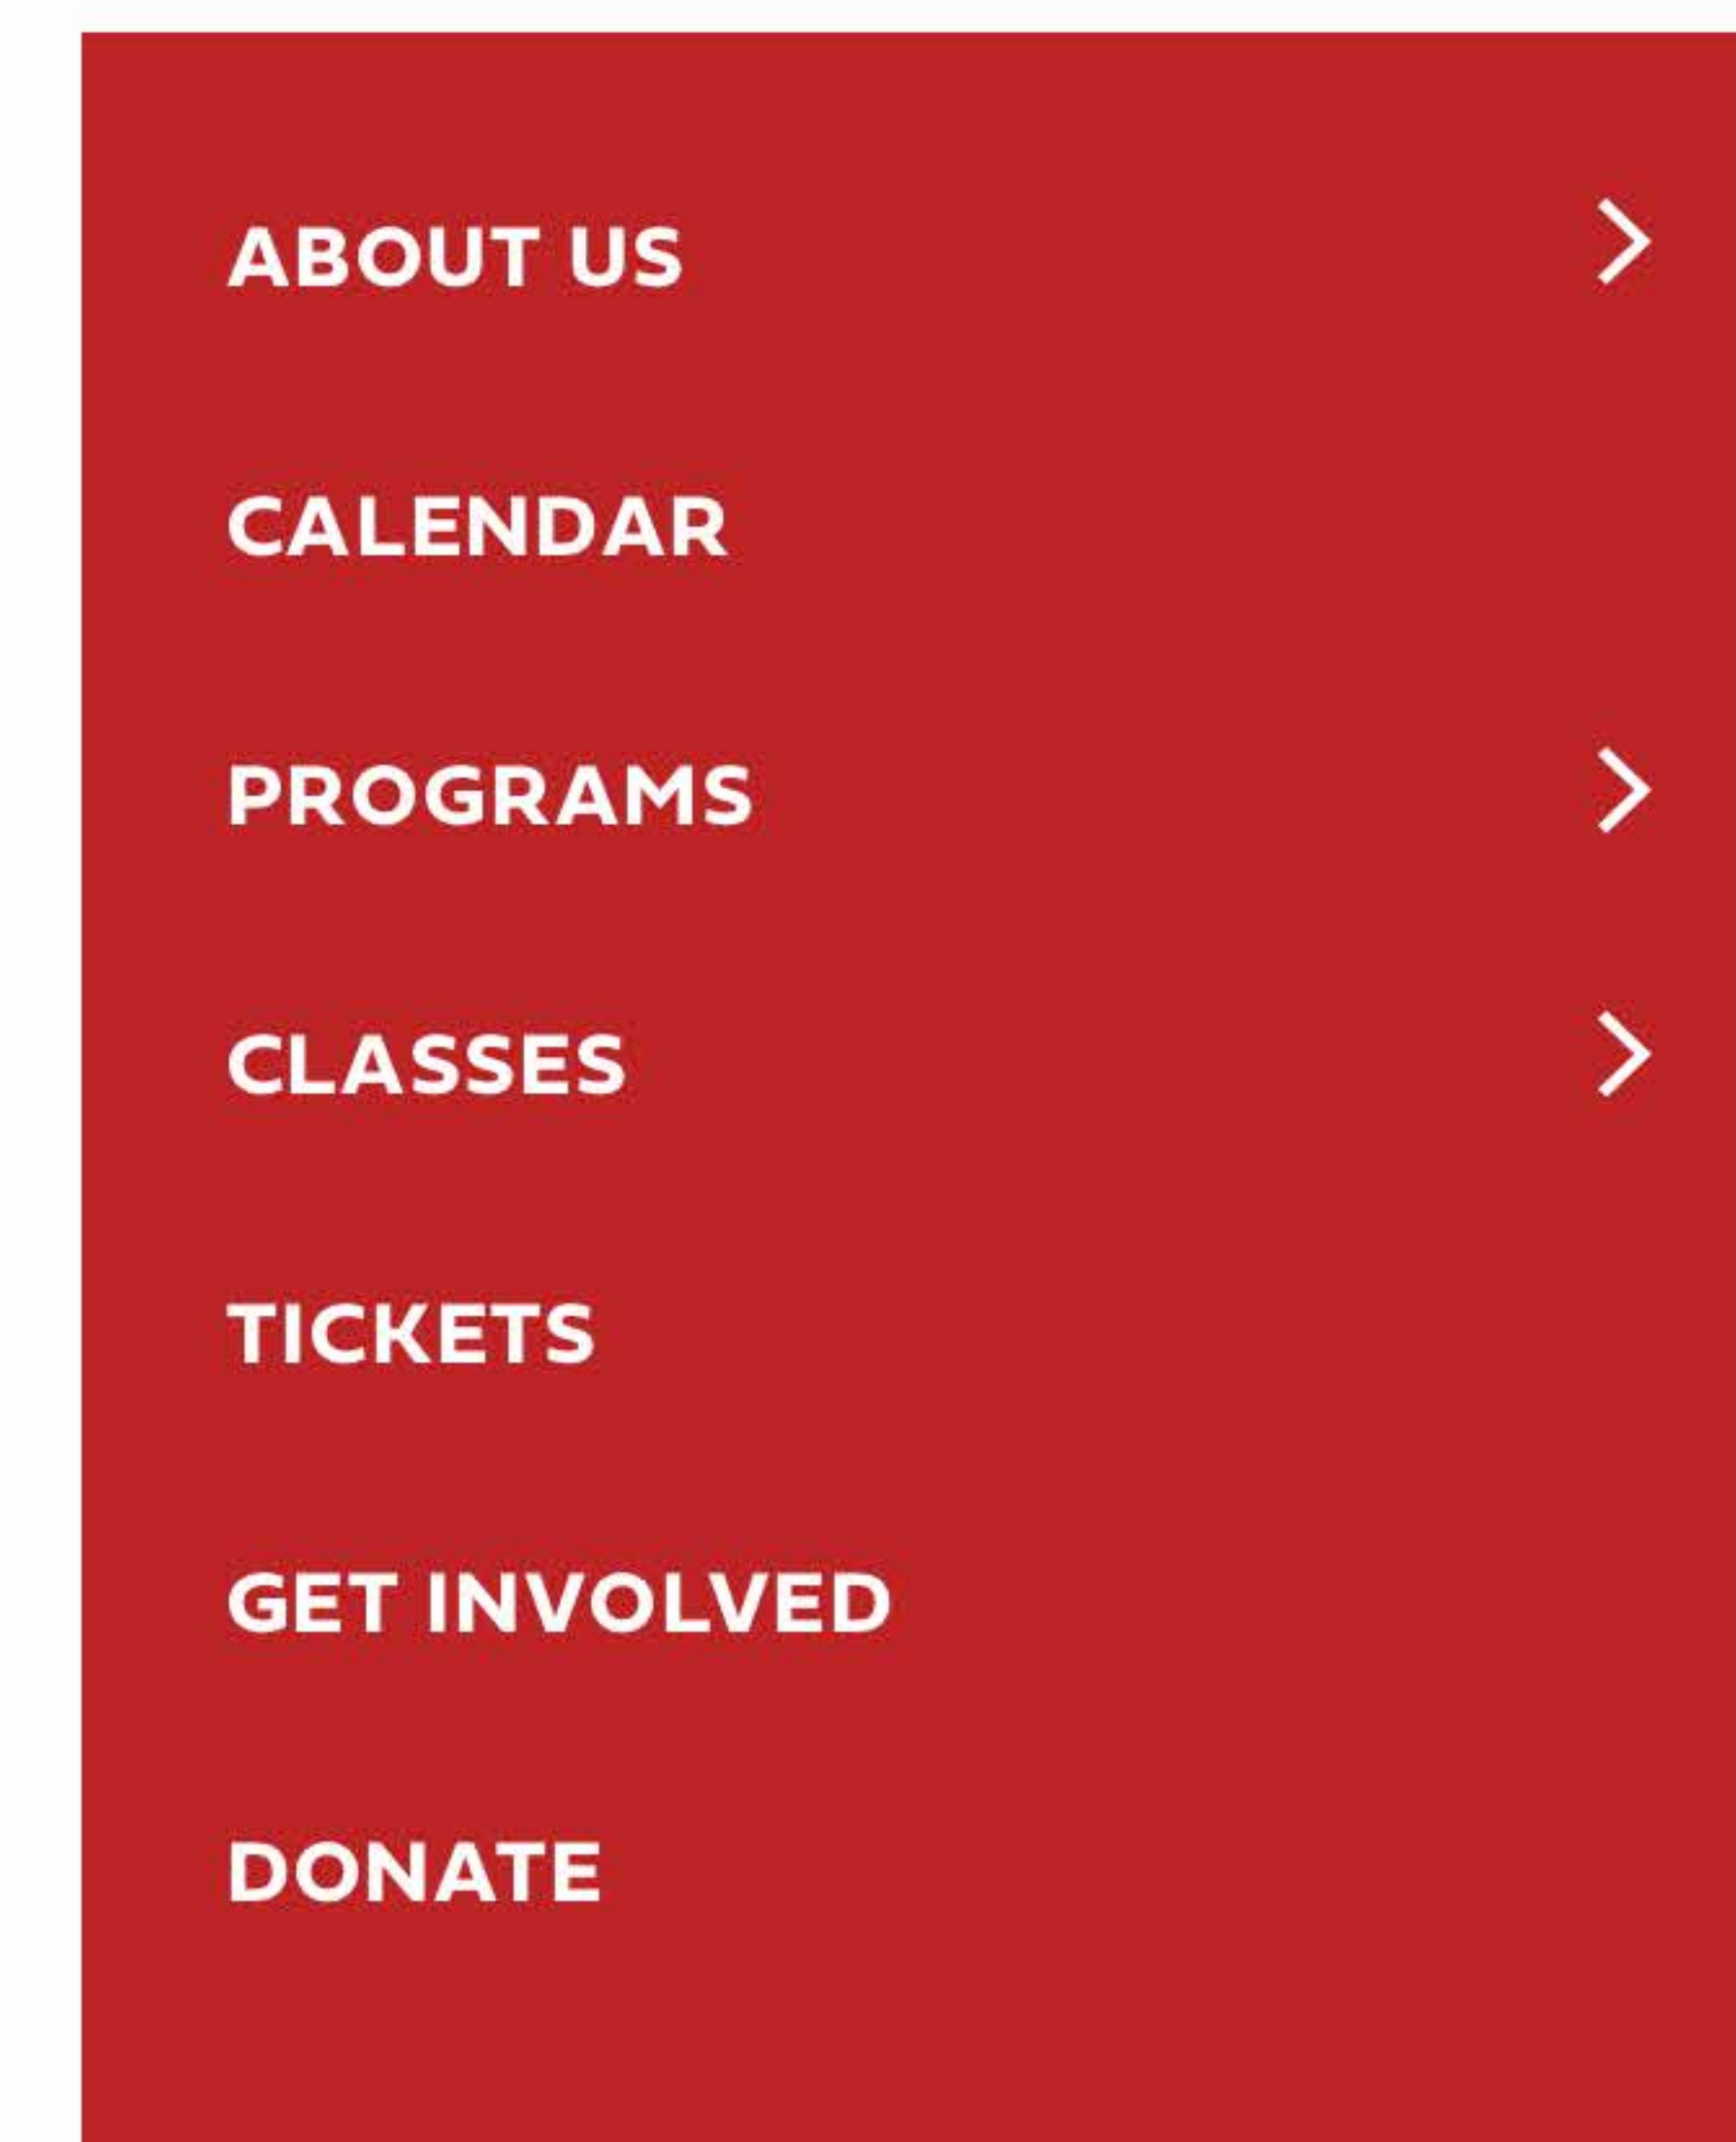 ABOUT US
CALENDAR
PROGRAMS
CLASSES
TICKETS
GET INVOLVED
DONATE